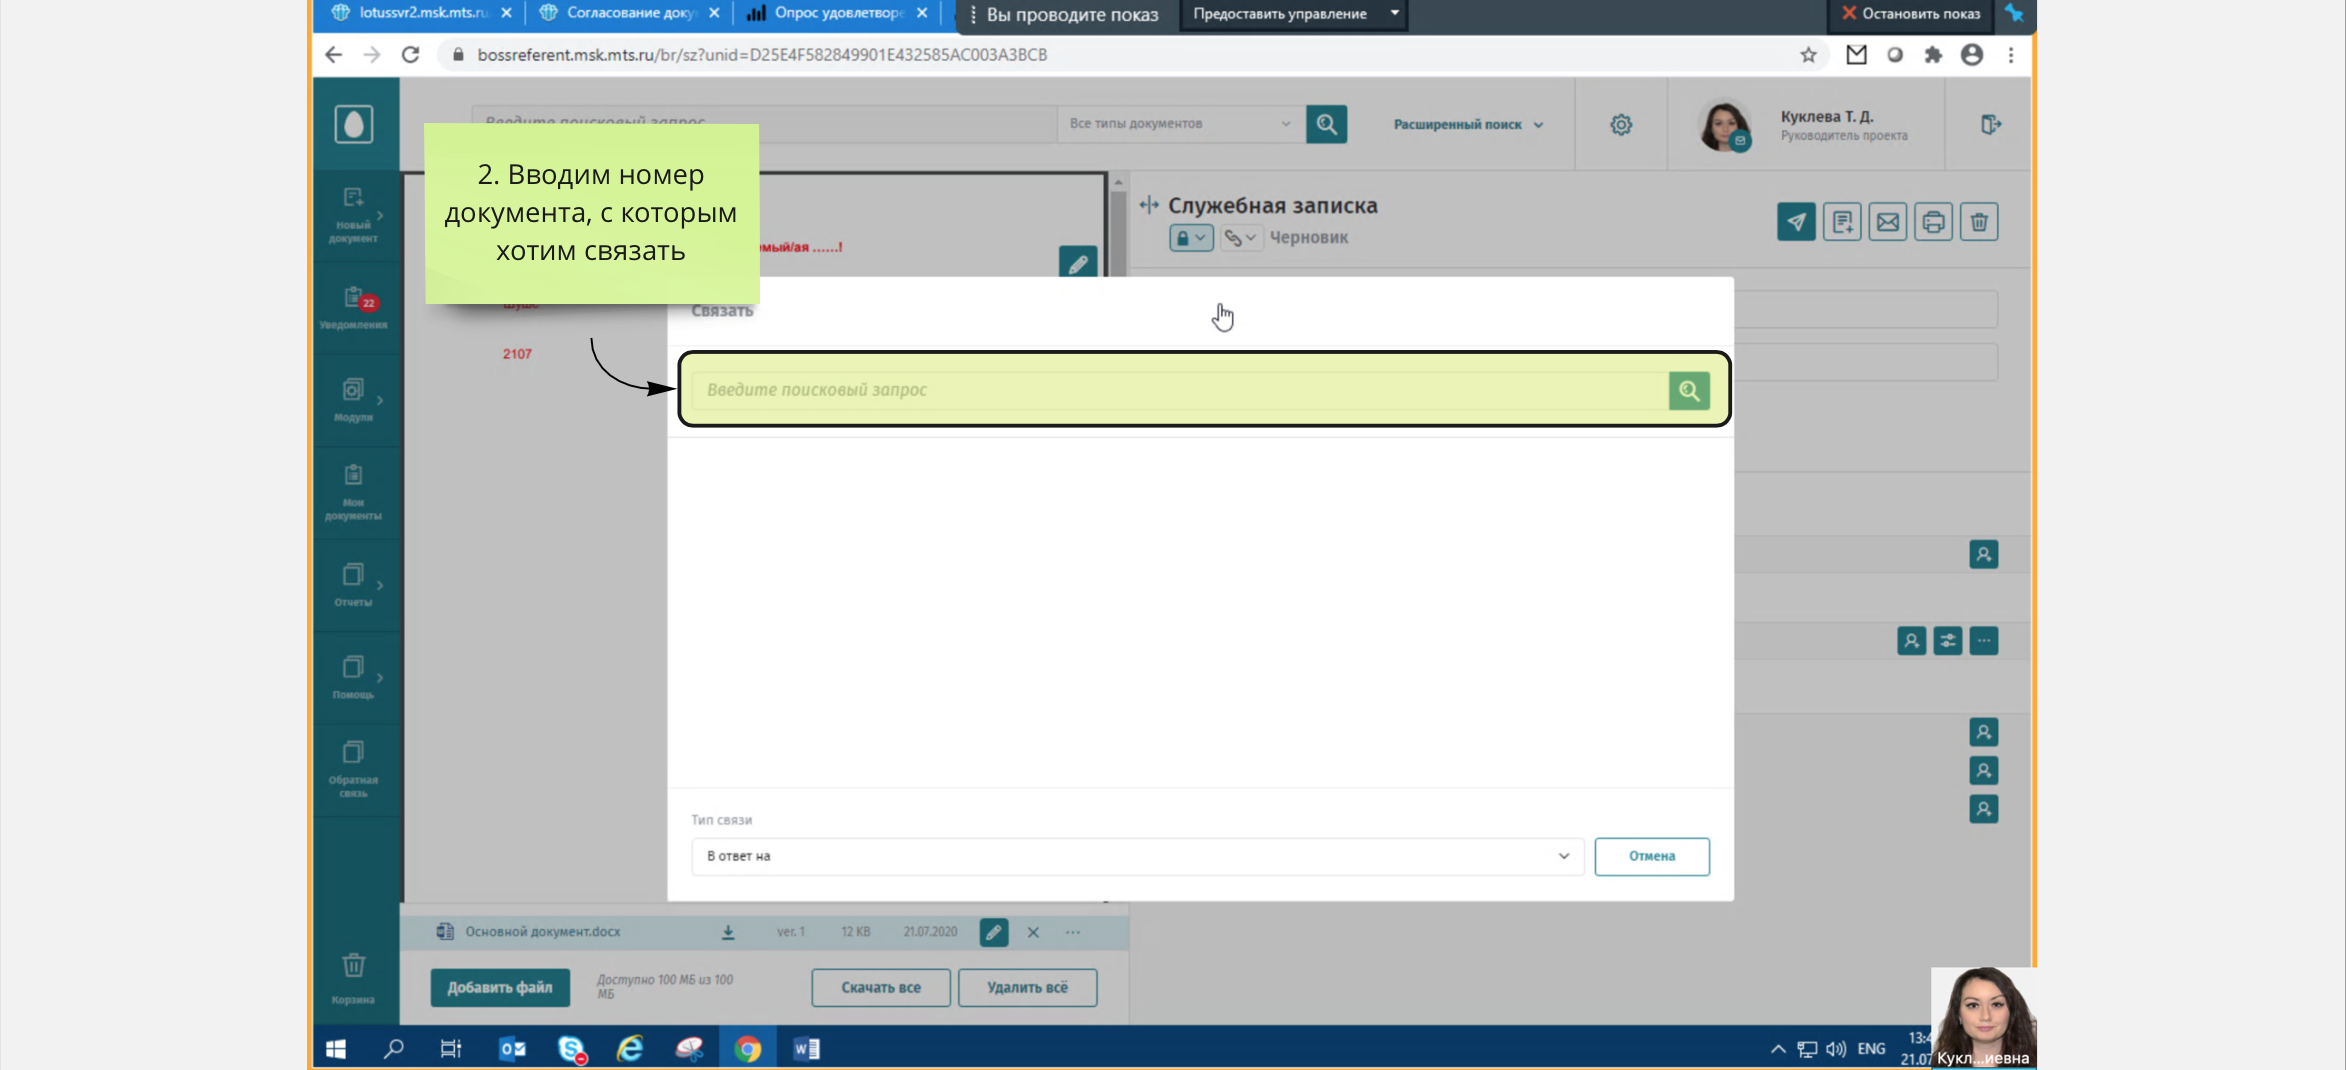 lotussvr2.msk.mts.ru
Согласование доку
Опрос удовлетворе
Вы проводите показ
Предоставить управление
Остановить показ
bossreferent.msk.mts.ru/br/sz?unid=D25E4F582849901E432585AC003A3BCB
Введите поисковый запрос
Все типы документов
Расширенный поиск
Куклева Т. Д.
Руководитель проекта
2. Вводим номер
документа, с которым
хотим связать
мый/ая ......!
2107
Служебная записка
Черновик
Новый
документ
22
Уведомления
Модули
Мои
документы
Отчеты
Помощь
Обратная
связь
Корзина
Связать
Введите поисковый запрос
Тип связи
В ответ на
Отмена
Основной документ.docx
ver. 1
12 KB
21.07.2020
Добавить файл
Доступно 100 МБ из 100
МБ
Скачать все
Удалить всё
ENG
13:4
21.07
Кукл...иевна